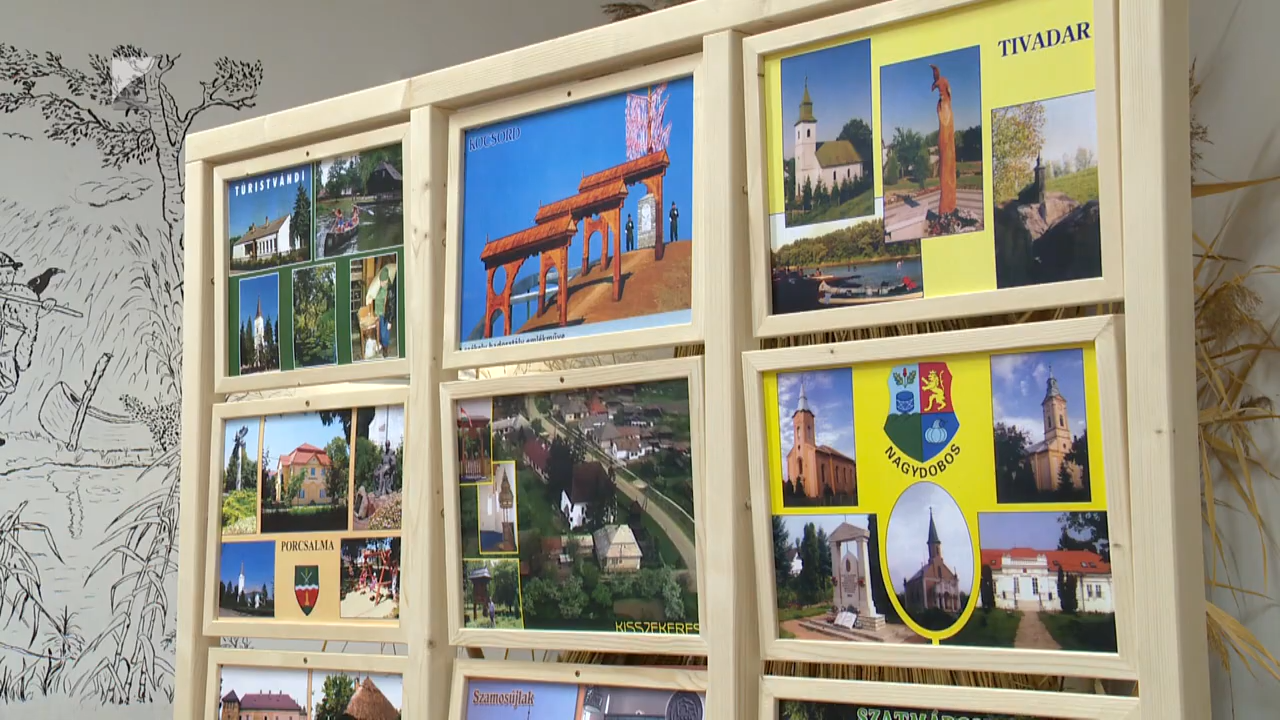 TÚRISTVÁNDI
KOCSORD
TIVADAR
PORCSALMA
KISSZEKERES
NAGYDOBOS
Szamosújlak